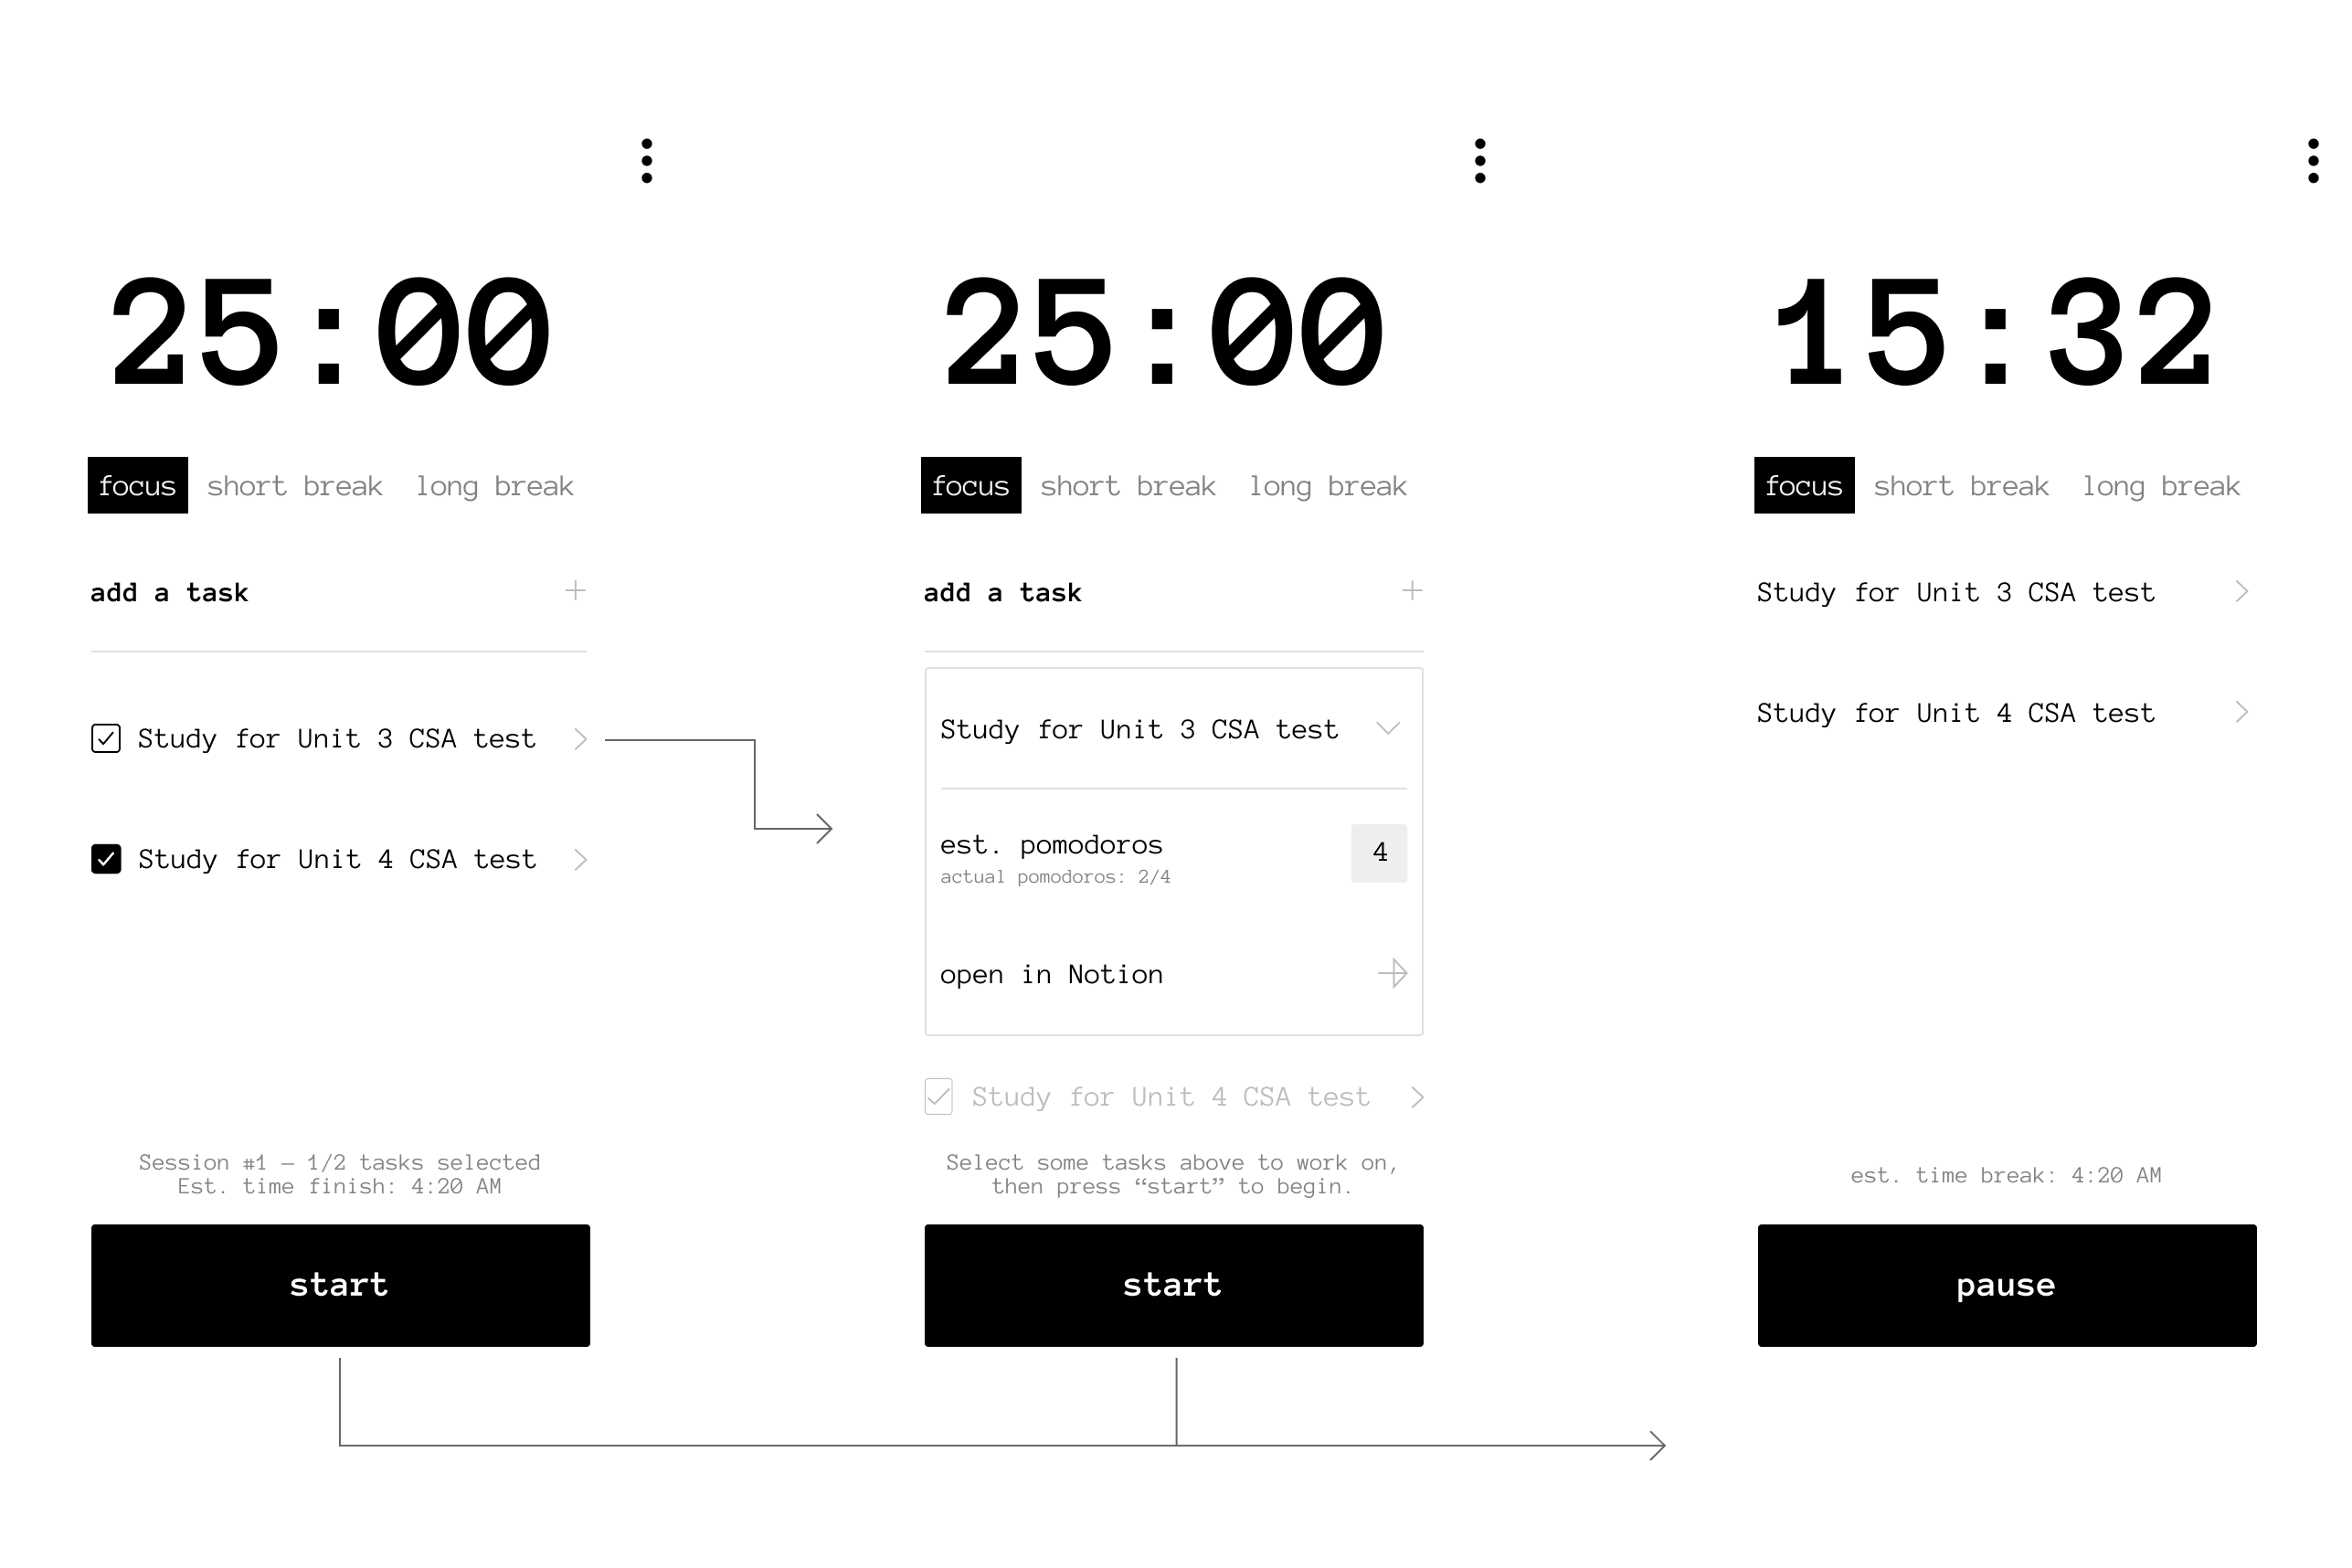 25:00
focus short break long break
add a task
Study for Unit 3 CSA test
Study for Unit 4 CSA test
Session #1 — 1/2 tasks selected
Est. time finish: 4:20 AM
start
25:00
focus short break long break
add a task
Study for Unit 3 CSA test
est. pomodoros 4
actual pomodoros: 2/4
open in Notion
Study for Unit 4 CSA test
Select some tasks above to work on,
then press “start” to begin.
start
15:32
focus short break long break
Study for Unit 3 CSA test
Study for Unit 4 CSA test
est. time break: 4:20 AM
pause